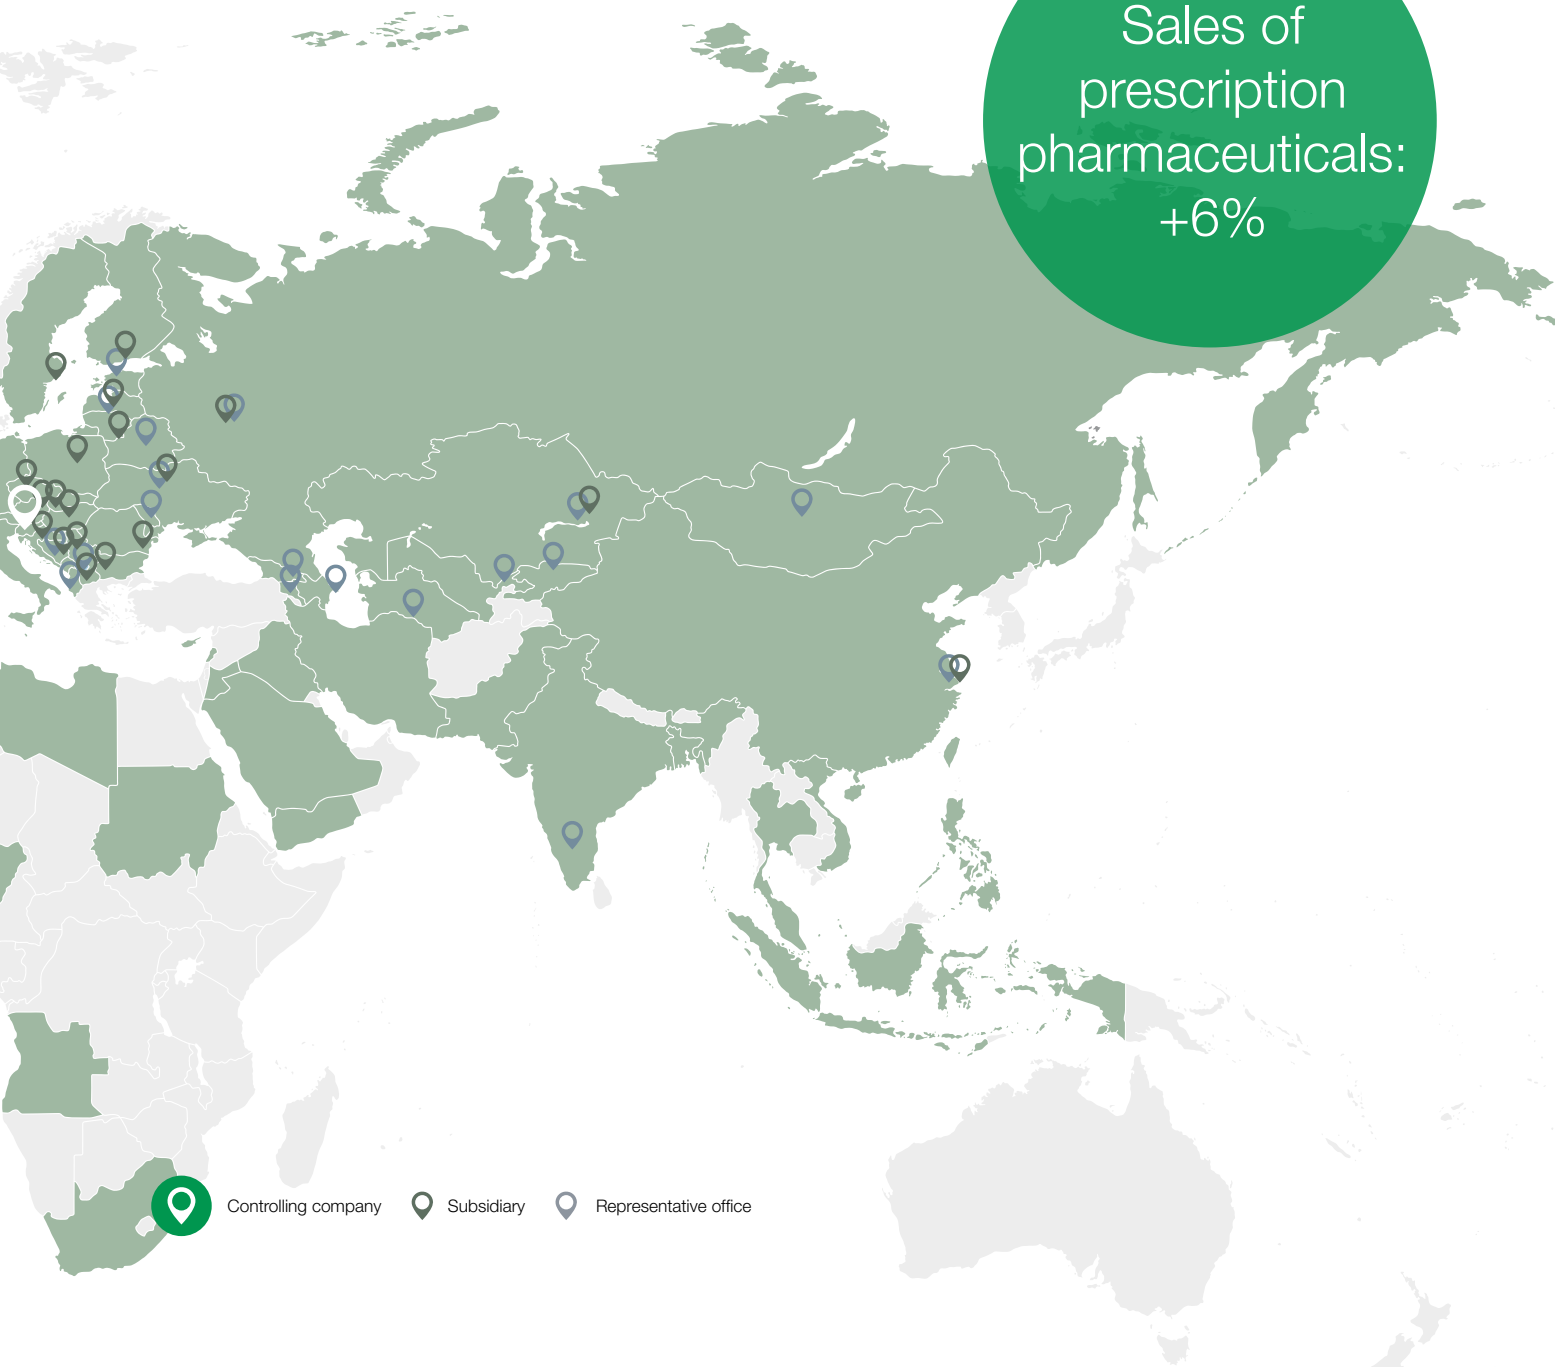 Sales of
prescription
pharmaceuticals:
+6%
Controlling company
Subsidiary
Representative office